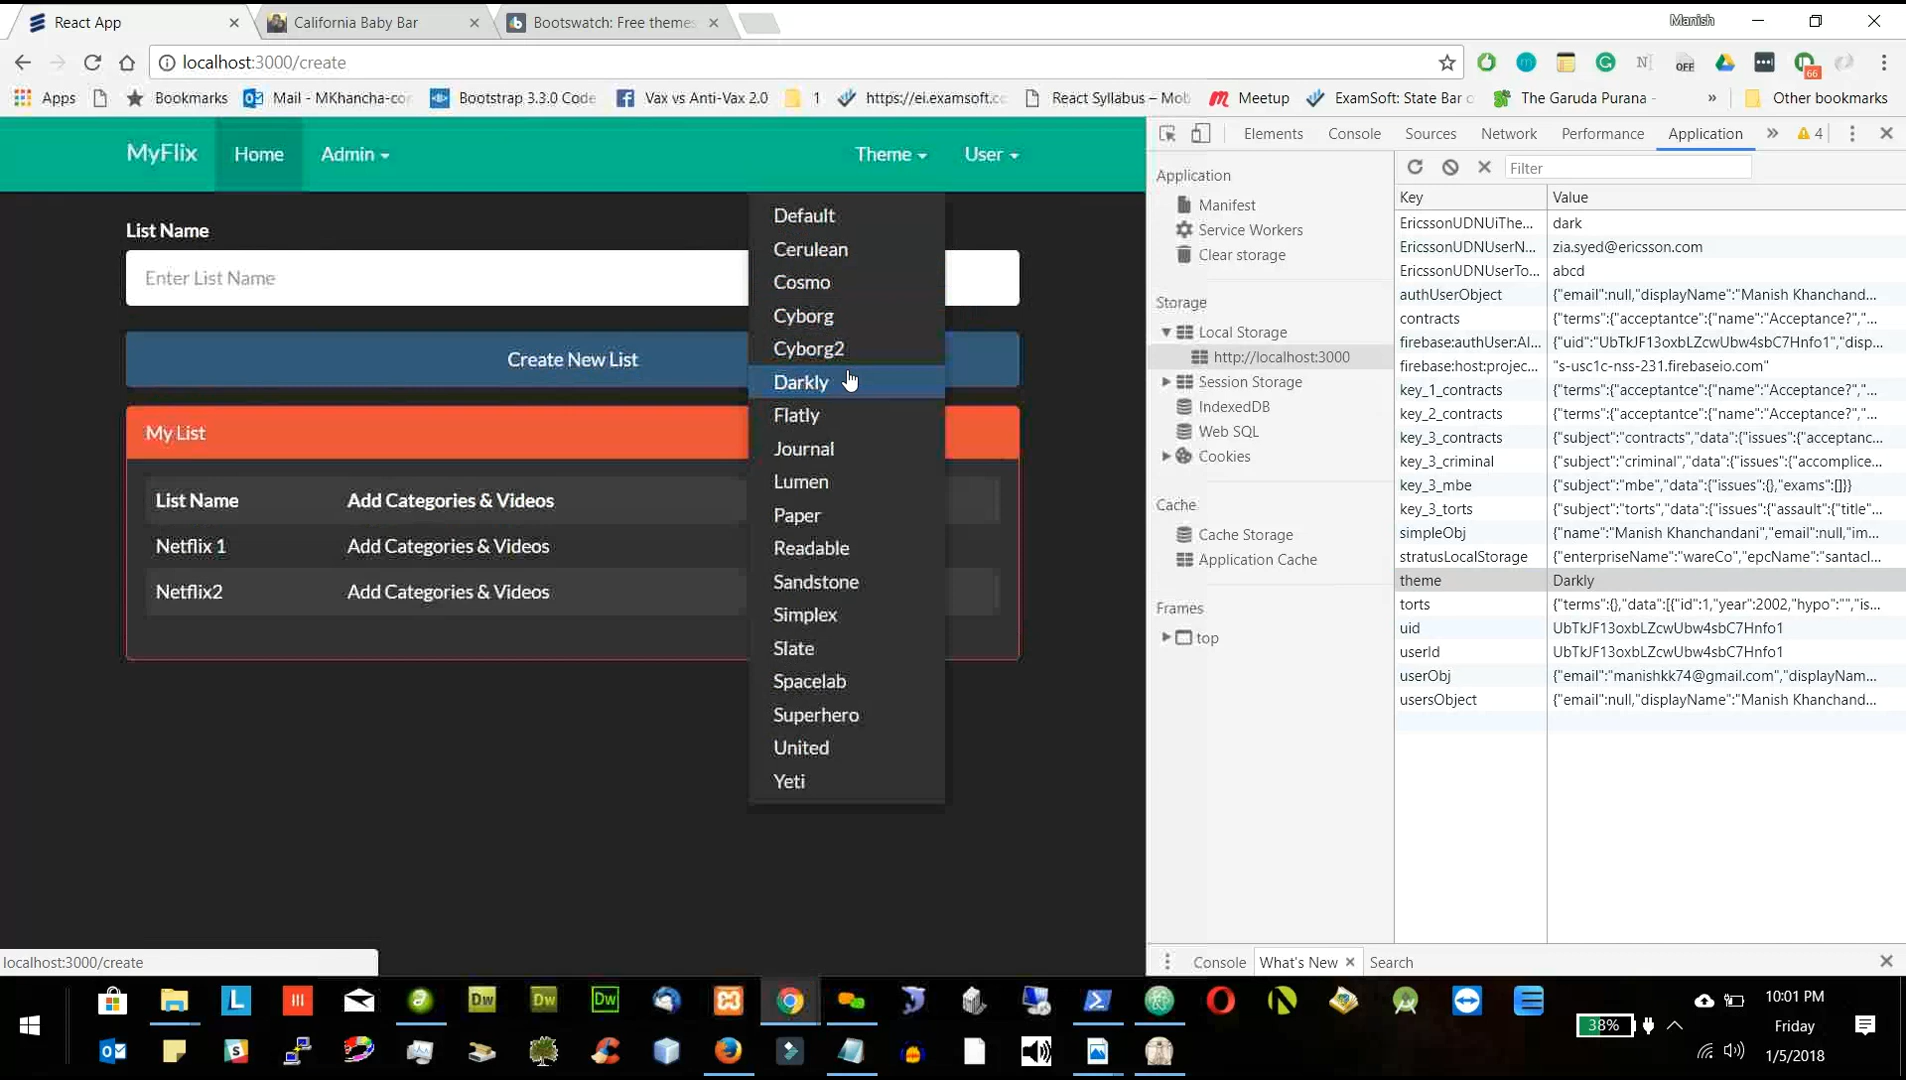 React App
California Baby Bar
Bootswatch: Free themes
Manish
localhost:3000/create
OFF
66
Apps
Bookmarks
Mail - MKhancha-cor
Bootstrap 3.3.0 Code
Vax vs Anti-Vax 2.0
1
https://ei.examsoft.cc
React Syllabus – Mob
Meetup
ExamSoft: State Bar o
The Garuda Purana -
»
Other bookmarks
MyFlix
Home
Admin
Theme
User
List Name
Enter List Name
Create New List
My List
List Name Add Categories & Videos
Netflix 1 Add Categories & Videos
Netflix2 Add Categories & Videos
Default
Cerulean
Cosmo
Cyborg
Cyborg2
Darkly
Flatly
Journal
Lumen
Paper
Readable
Sandstone
Simplex
Slate
Spacelab
Superhero
United
Yeti
localhost:3000/create
Elements Console Sources Network Performance Application » 4
Application
Manifest
Service Workers
Clear storage
Storage
Local Storage
http://localhost:3000
Session Storage
IndexedDB
Web SQL
Cookies
Cache
Cache Storage
Application Cache
Frames
top
Filter
Key Value
EricssonUDNUiThe... dark
EricssonUDNUserN... zia.syed@ericsson.com
EricssonUDNUserTo... abcd
authUserObject {"email":null,"displayName":"Manish Khanchand...
contracts {"terms":{"acceptantce":{"name":"Acceptance?","...
firebase:authUser:AI... {"uid":"UbTkJF13oxbLZcwUbw4sbC7Hnfo1","disp...
firebase:host:projec... "s-usc1c-nss-231.firebaseio.com"
key_1_contracts {"terms":{"acceptantce":{"name":"Acceptance?","...
key_2_contracts {"terms":{"acceptantce":{"name":"Acceptance?","...
key_3_contracts {"subject":"contracts","data":{"issues":{"acceptanc...
key_3_criminal {"subject":"criminal","data":{"issues":{"accomplice...
key_3_mbe {"subject":"mbe","data":{"issues":{},"exams":[]}}
key_3_torts {"subject":"torts","data":{"issues":{"assault":{"title"...
simpleObj {"name":"Manish Khanchandani","email":null,"im...
stratusLocalStorage {"enterpriseName":"wareCo","epcName":"santacl...
theme Darkly
torts {"terms":{},"data":[{"id":1,"year":2002,"hypo":"","is...
uid UbTkJF13oxbLZcwUbw4sbC7Hnfo1
userId UbTkJF13oxbLZcwUbw4sbC7Hnfo1
userObj {"email":"manishkk74@gmail.com","displayNam...
usersObject {"email":null,"displayName":"Manish Khanchand...
Console What's New Search
L
Dw
Dw
Dw
38%
10:01 PM
Friday
1/5/2018